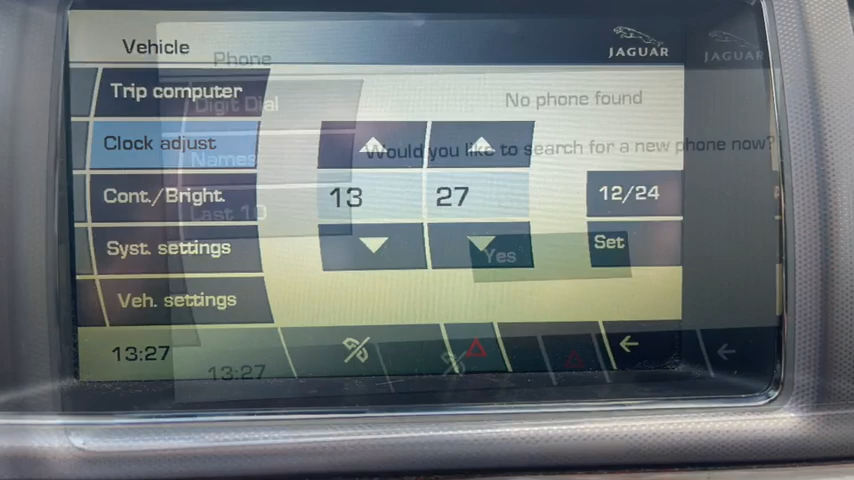 Vehicle
JAGUAR
JAGUAR
Phone
Trip computer
No phone found
Digit Dial
Clock adjust
Would you like to search for a new phone now?
Names
Cont./Bright.
13
27
12/24
Last 10
Syst. settings
Set
Yes
Veh. settings
13:27
13:27